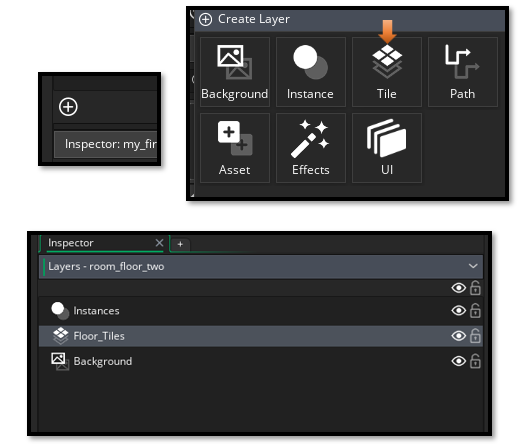 Create Layer
Background Instance Tile Path
Asset Effects UI
Inspector: my_fir
Inspector
Layers - room_floor_two
Instances
Floor_Tiles
Background